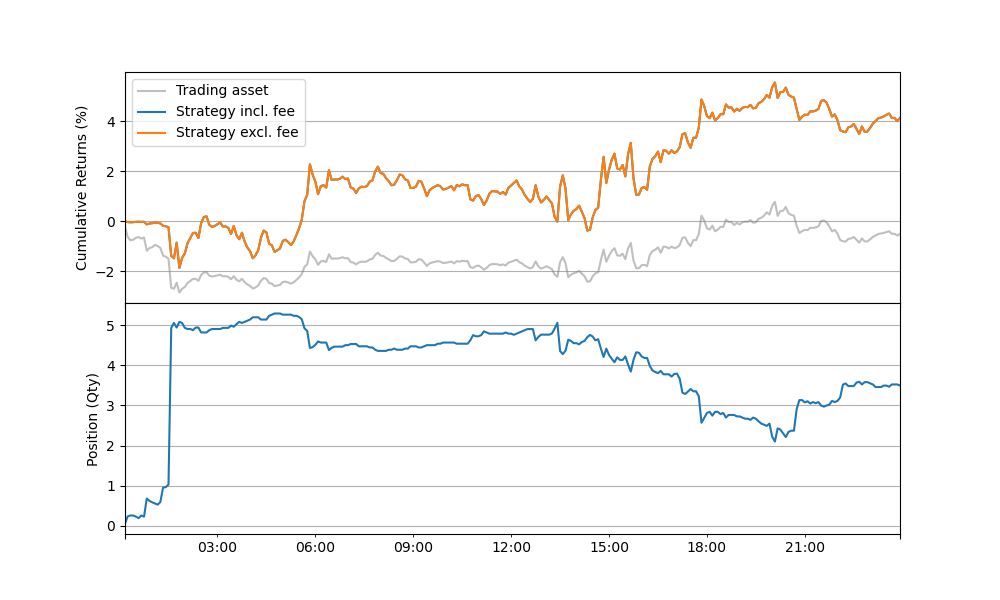 Cumulative Returns (%)
4
2
0
−2
Trading asset
Strategy incl. fee
Strategy excl. fee
Position (Qty)
5
4
3
2
1
0
03:00 06:00 09:00 12:00 15:00 18:00 21:00